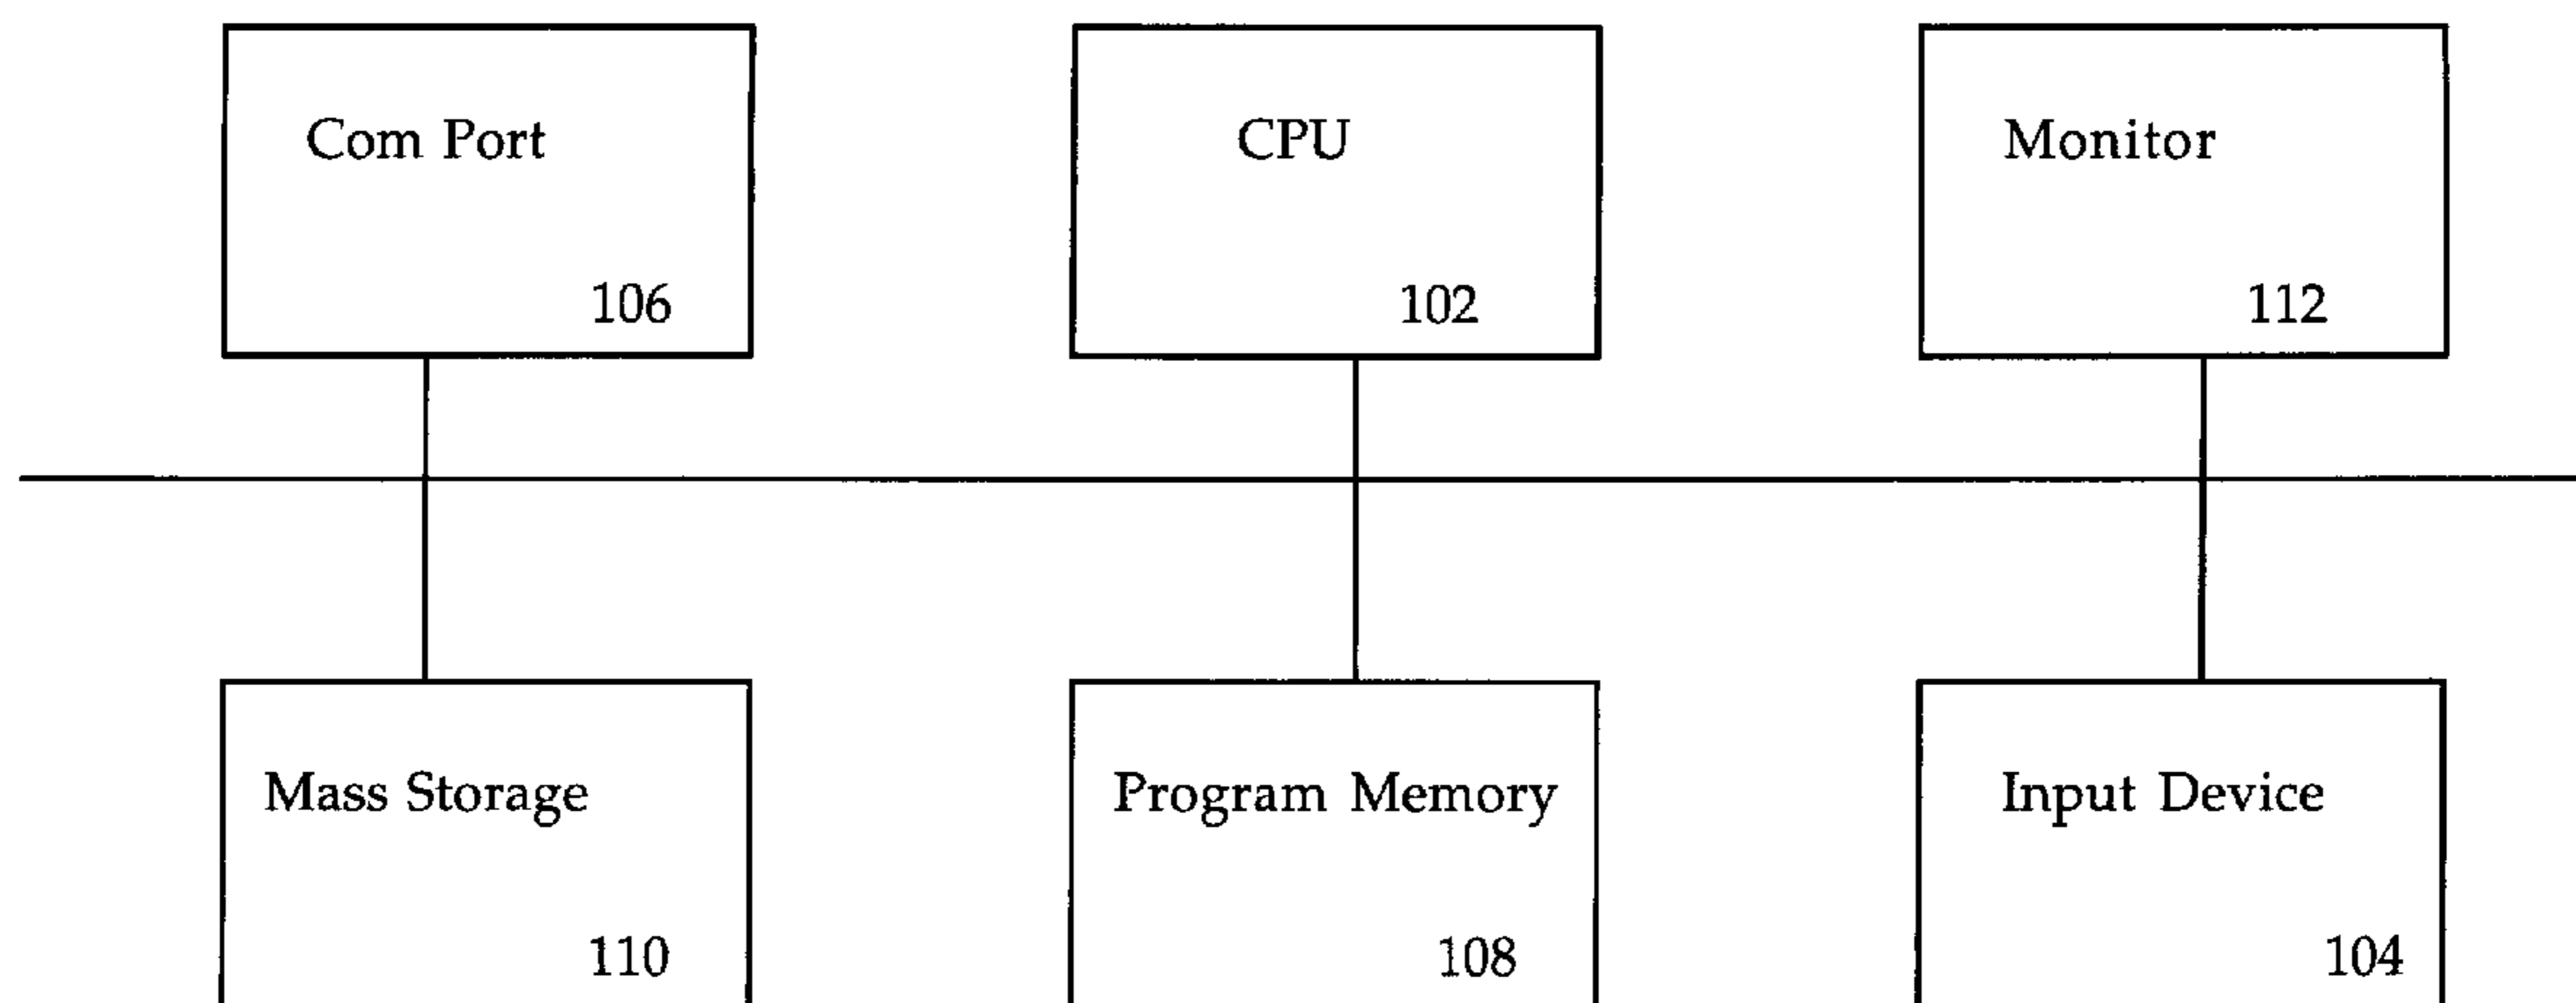 Com Port
106
CPU
102
Monitor
112
Mass Storage
110
Program Memory
108
Input Device
104